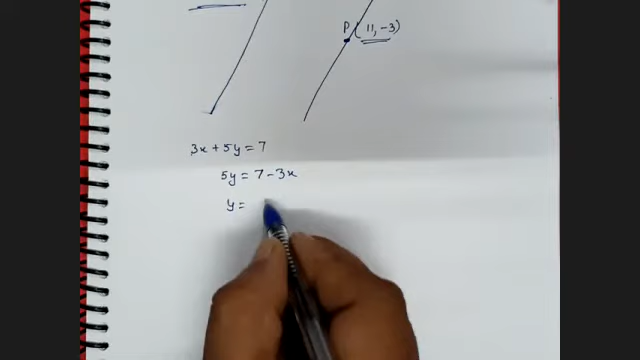 P (11, -3)
3x + 5y = 7
5y = 7 - 3x
y =